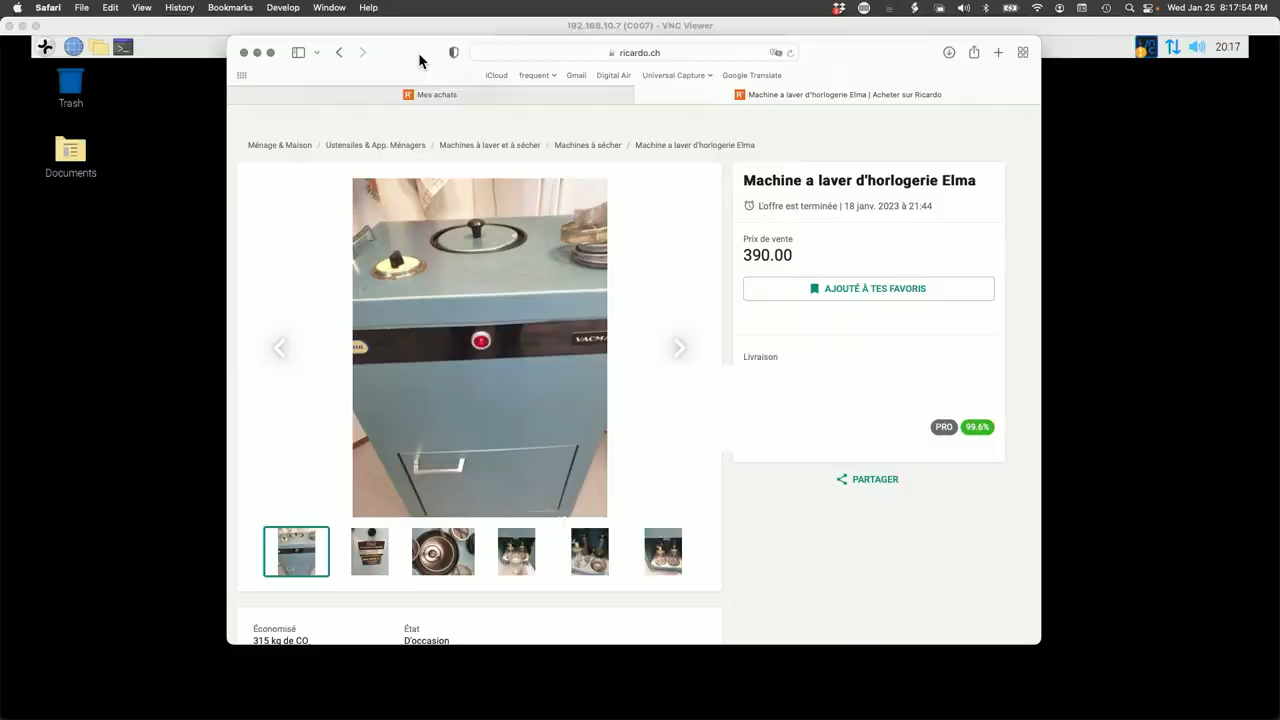 Safari File Edit View History Bookmarks Develop Window Help
Wed Jan 25 8:17:54 PM
192.168.10.7 (C007) - VNC Viewer
20:17
ricardo.ch
iCloud frequent Gmail Digital Air Universal Capture Google Translate
Mes achats
Machine a laver d'horlogerie Elma | Acheter sur Ricardo
Trash
Documents
Ménage & Maison / Ustensiles & App. Ménagers / Machines à laver et à sécher / Machines à sécher / Machine a laver d'horlogerie Elma
Machine a laver d'horlogerie Elma
L'offre est terminée | 18 janv. 2023 à 21:44
Prix de vente
390.00
AJOUTÉ À TES FAVORIS
Livraison
PRO 99.6%
PARTAGER
VACMA
Économisé
315 kg de CO
État
D'occasion